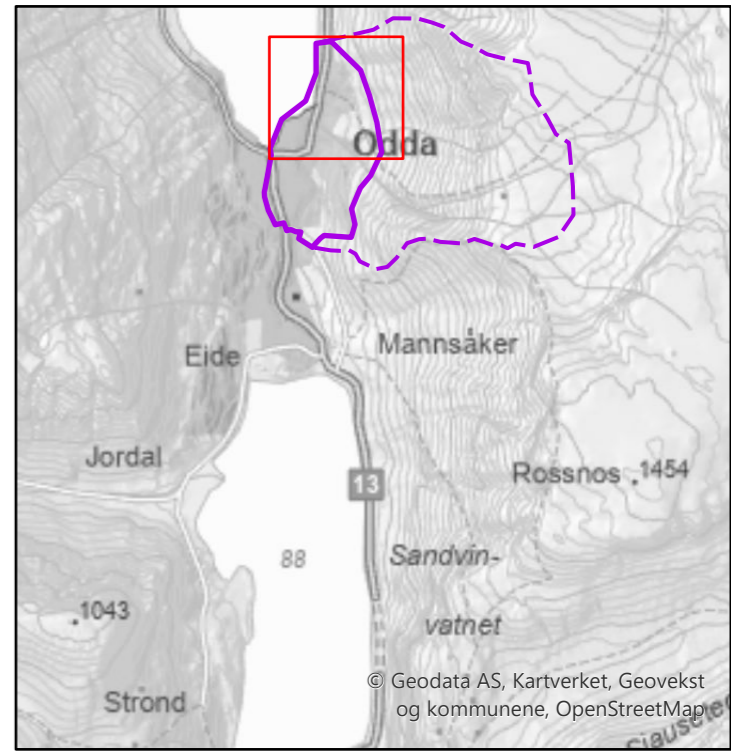 Odda
Mannsåker
Eide
Jordal
Rossnos
1454
13
88
Sandvin-
vatnet
1043
Strond
© Geodata AS, Kartverket, Geovekst
og kommunene, OpenStreetMap